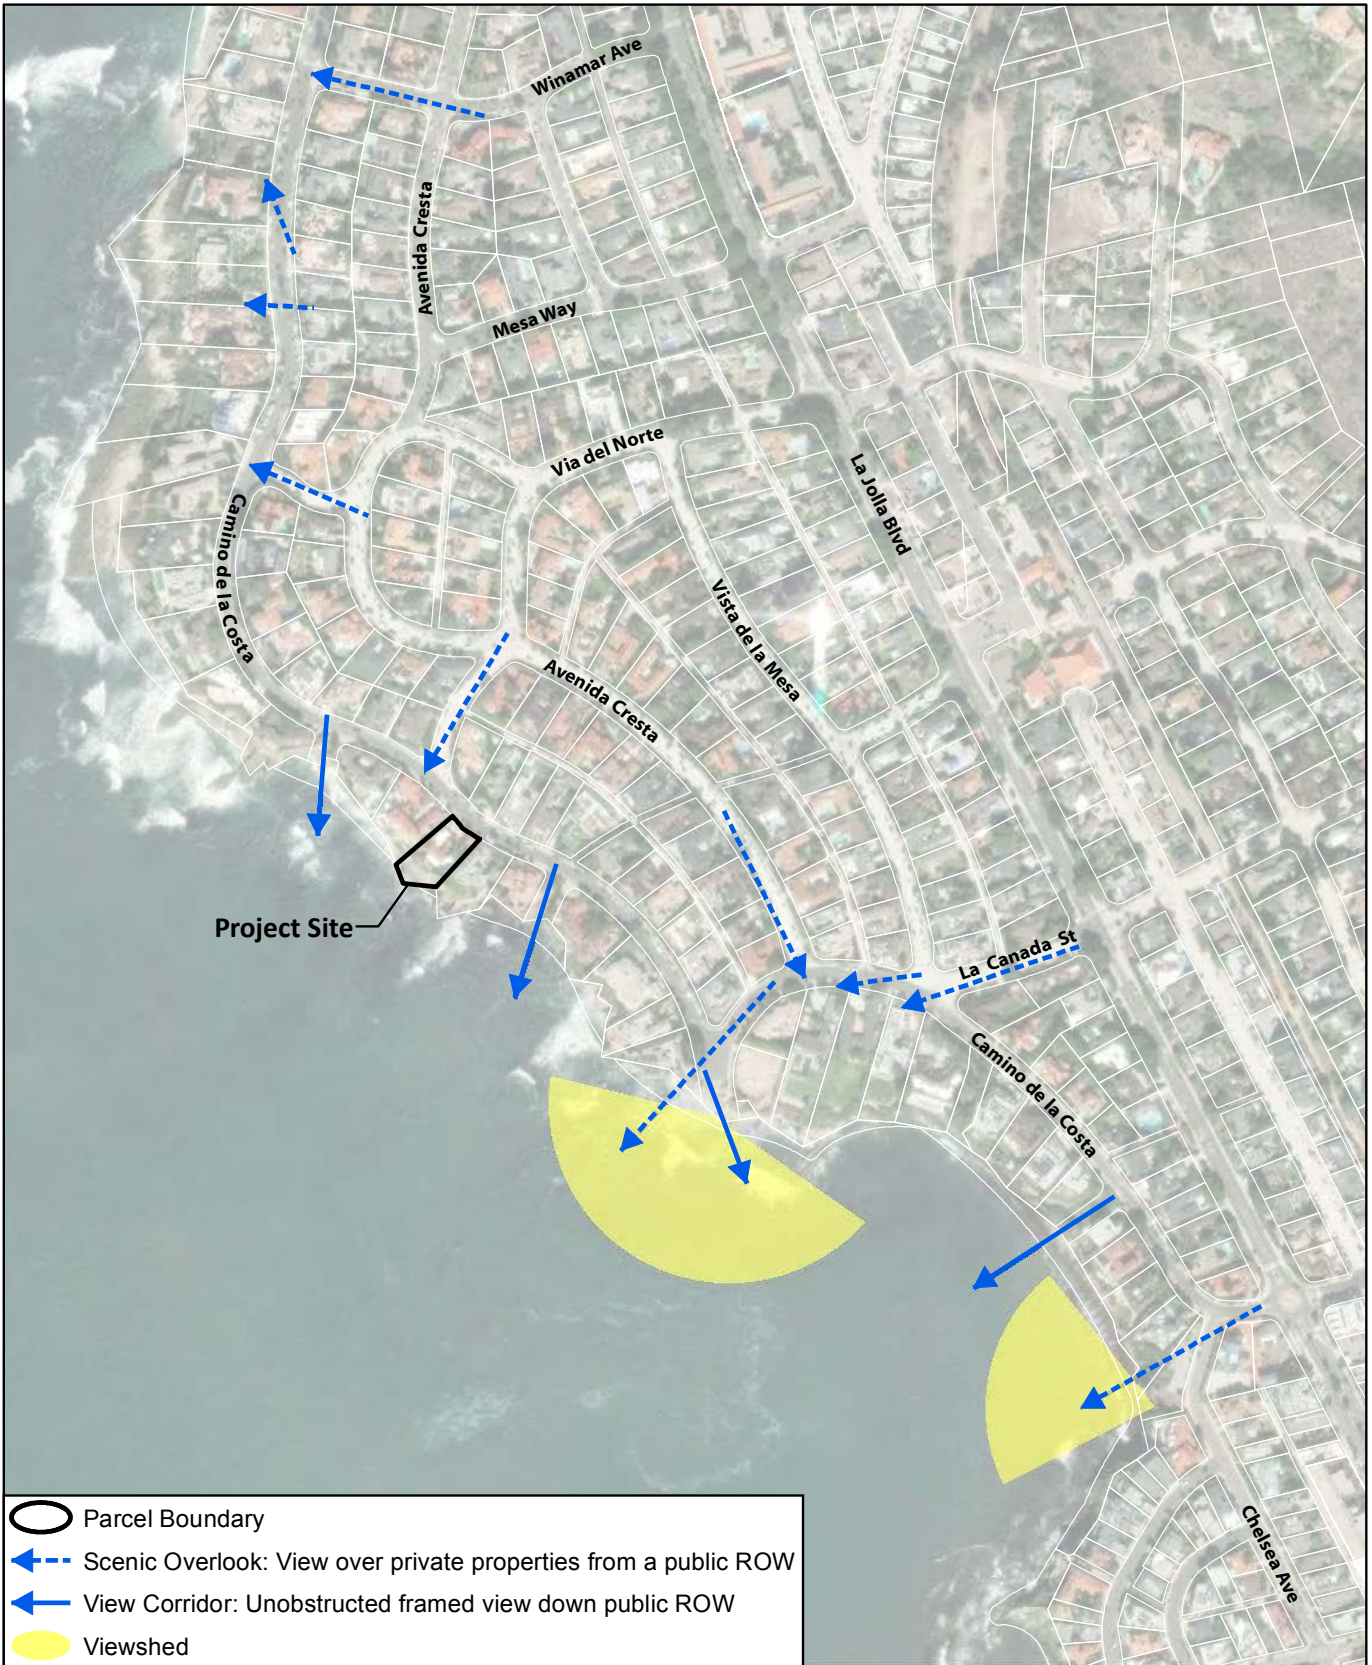 Winamar Ave
Avenida Cresta
Mesa Way
Via del Norte
La Jolla Blvd
Camino de la Costa
Vista de la Mesa
Avenida Cresta
Project Site
La Canada St
Camino de la Costa
Chelsea Ave
Parcel Boundary
Scenic Overlook: View over private properties from a public ROW
View Corridor: Unobstructed framed view down public ROW
Viewshed